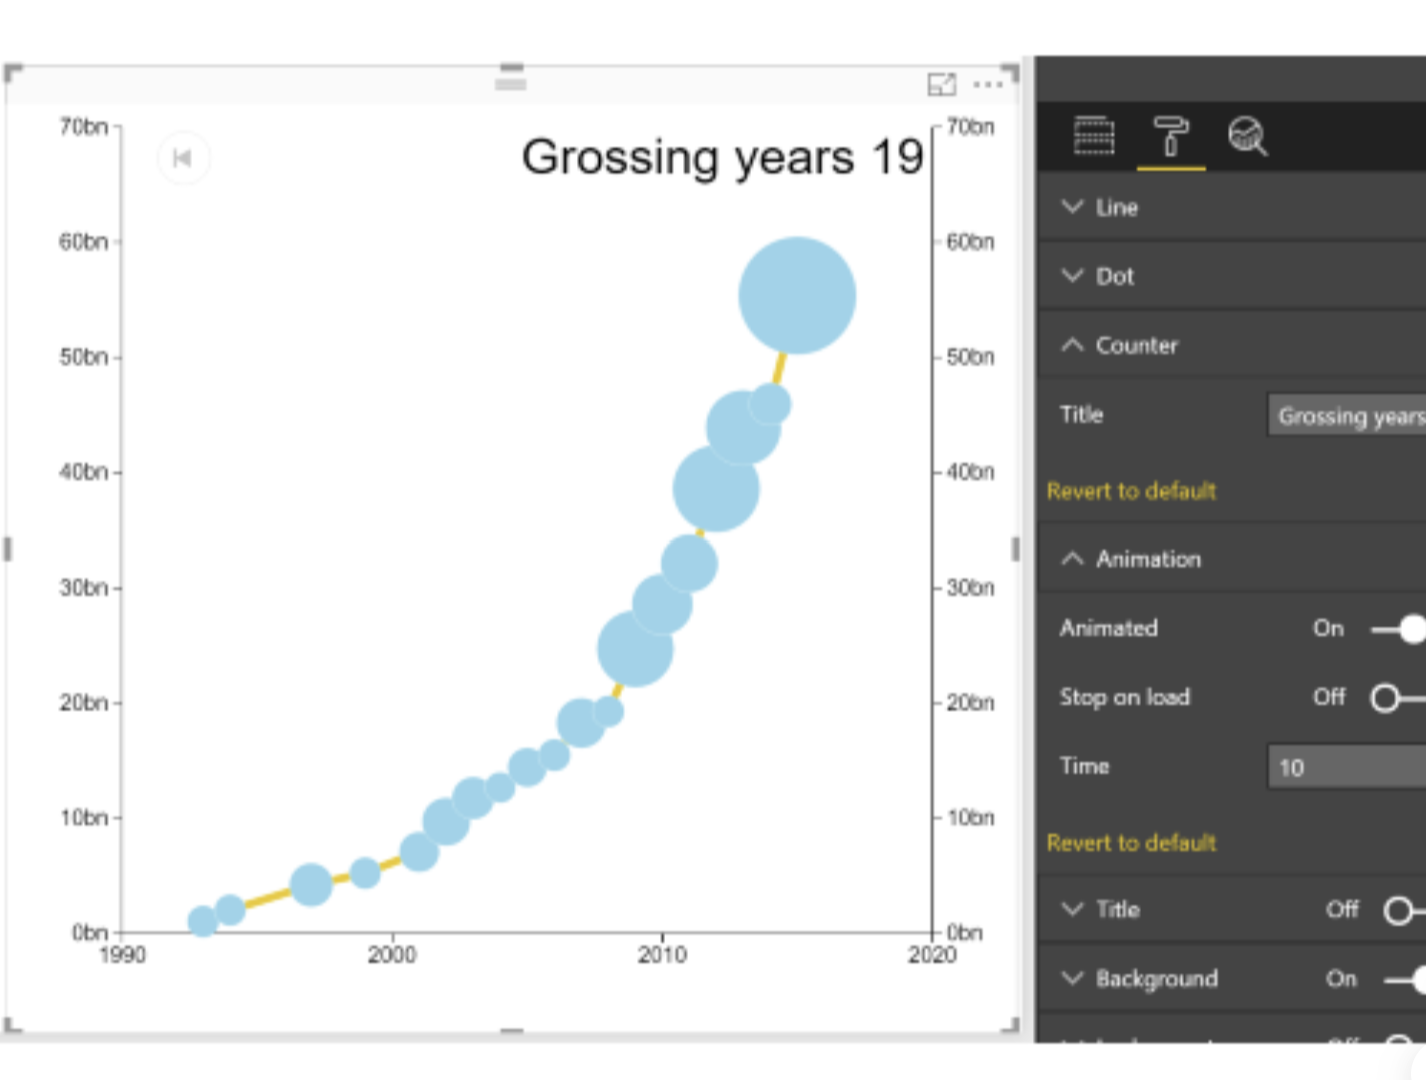 Grossing years 19
70bn
60bn
50bn
40bn
30bn
20bn
10bn
0bn
70bn
60bn
50bn
40bn
30bn
20bn
10bn
0bn
1990
2000
2010
2020
Line
Dot
Counter
Title Grossing years
Revert to default
Animation
Animated On
Stop on load Off
Time 10
Revert to default
Title Off
Background On